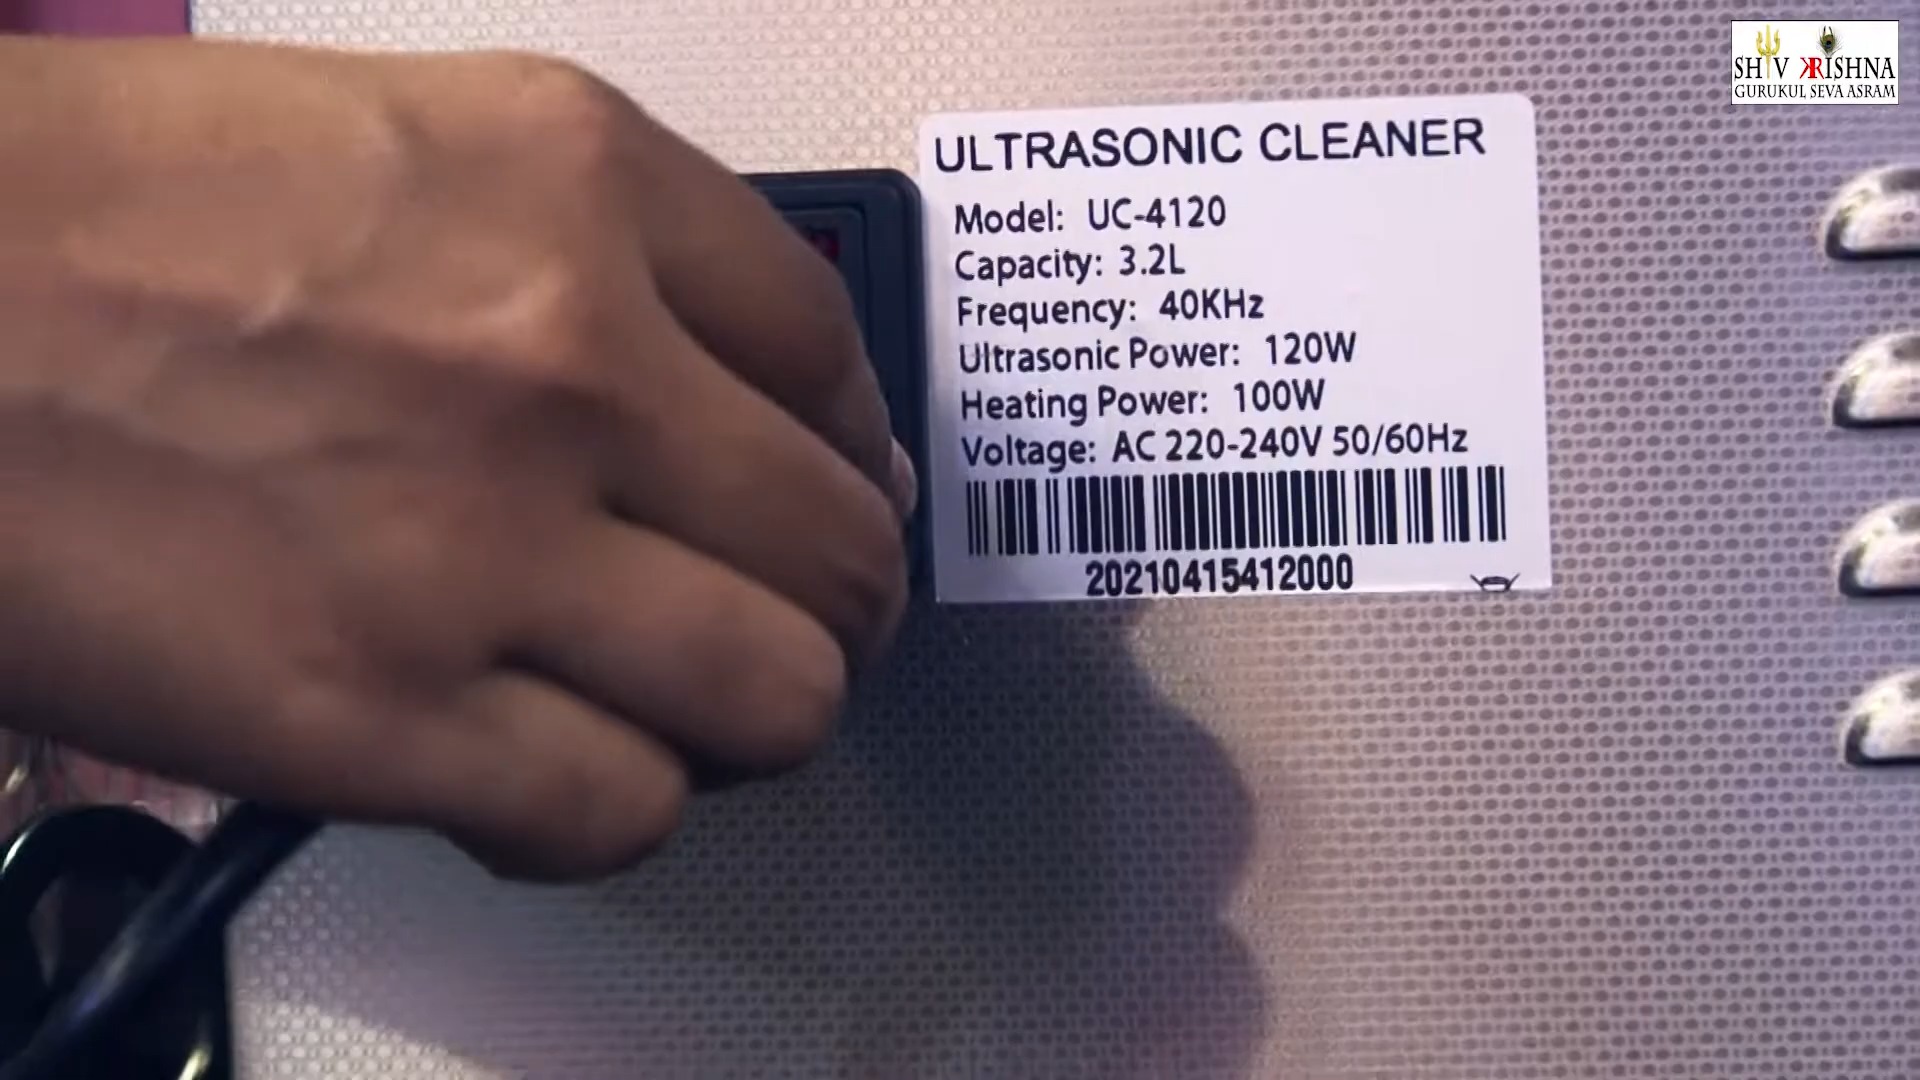 SHIV KRISHNA
GURUKUL SEVA ASRAM
ULTRASONIC CLEANER
Model: UC-4120
Capacity: 3.2L
Frequency: 40KHz
Ultrasonic Power: 120W
Heating Power: 100W
Voltage: AC 220-240V 50/60Hz
20210415412000